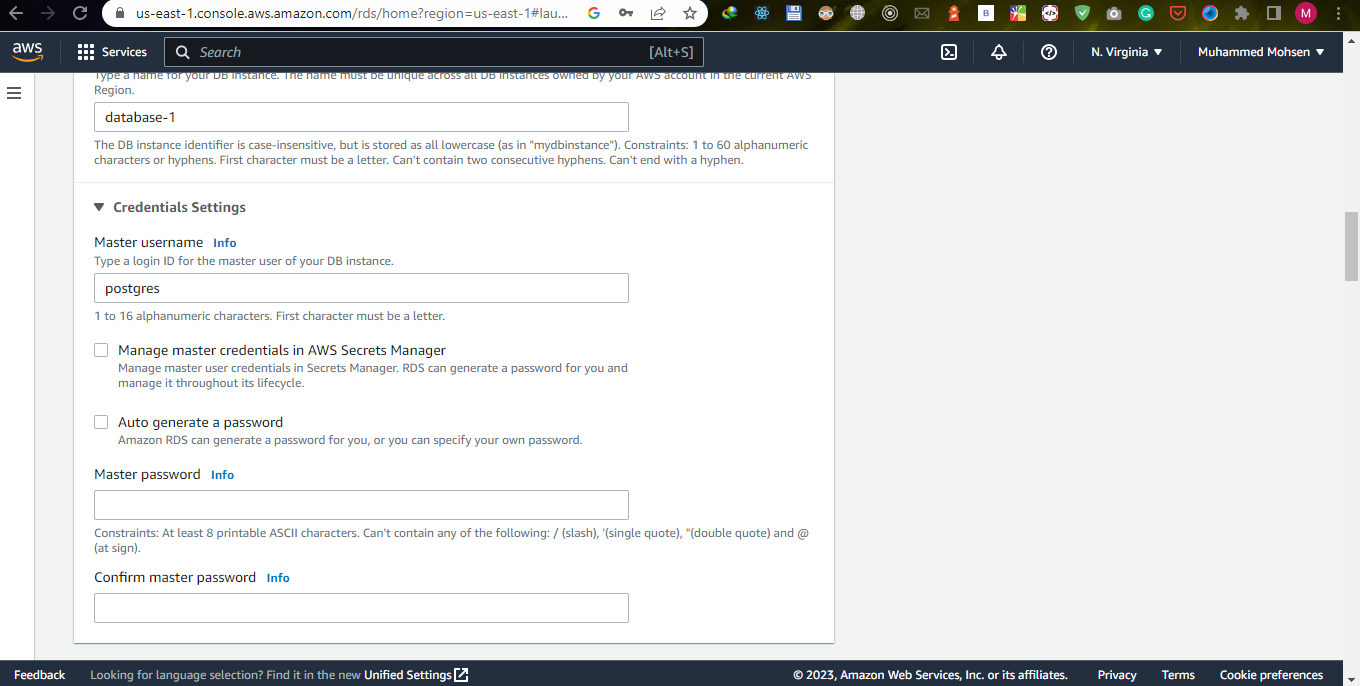 us-east-1.console.aws.amazon.com/rds/home?region=us-east-1#lau...
aws
Services
Search
[Alt+S]
N. Virginia
Muhammed Mohsen
Type a name for your DB instance. The name must be unique across all DB instances owned by your AWS account in the current AWS
Region.
database-1
The DB instance identifier is case-insensitive, but is stored as all lowercase (as in "mydbinstance"). Constraints: 1 to 60 alphanumeric
characters or hyphens. First character must be a letter. Can't contain two consecutive hyphens. Can't end with a hyphen.
Credentials Settings
Master username Info
Type a login ID for the master user of your DB instance.
postgres
1 to 16 alphanumeric characters. First character must be a letter.
Manage master credentials in AWS Secrets Manager
Manage master user credentials in Secrets Manager. RDS can generate a password for you and
manage it throughout its lifecycle.
Auto generate a password
Amazon RDS can generate a password for you, or you can specify your own password.
Master password Info
Constraints: At least 8 printable ASCII characters. Can't contain any of the following: / (slash), '(single quote), "(double quote) and @
(at sign).
Confirm master password Info
Feedback
Looking for language selection? Find it in the new Unified Settings
© 2023, Amazon Web Services, Inc. or its affiliates.
Privacy
Terms
Cookie preferences